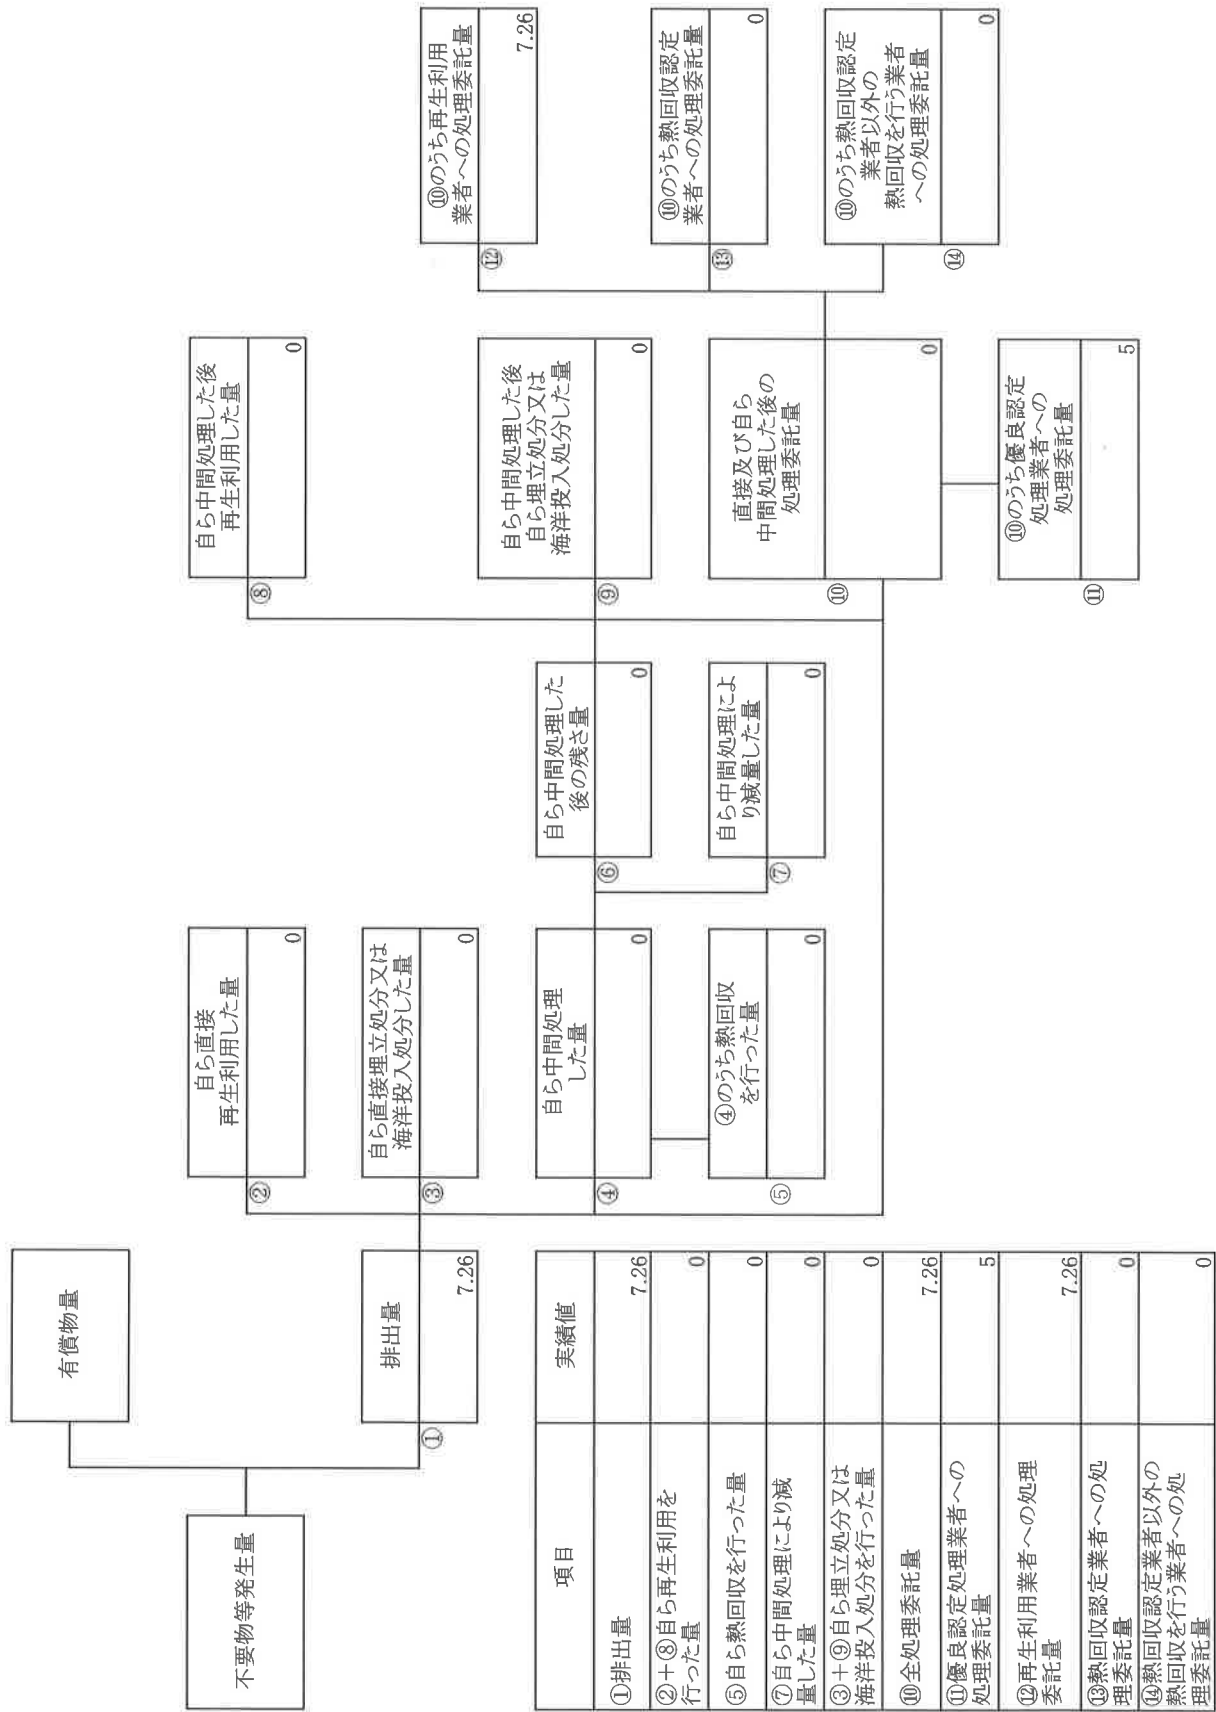 不要物等発生量
有償物量
①
排出量
7.26
②
自ら直接
再生利用した量
0
③
自ら直接埋立処分又は
海洋投入処分した量
0
④
自ら中間処理
した量
0
⑤
④のうち熱回収
を行った量
0
⑥
自ら中間処理した
後の残さ量
0
⑦
自ら中間処理によ
り減量した量
0
⑧
自ら中間処理した後
再生利用した量
0
⑨
自ら中間処理した後
自ら埋立処分又は
海洋投入処分した量
0
⑩
直接及び自ら
中間処理した後の
処理委託量
0
⑪
⑩のうち優良認定
処理業者への
処理委託量
5
⑫
⑩のうち再生利用
業者への処理委託量
7.26
⑬
⑩のうち熱回収認定
業者への処理委託量
0
⑭
⑩のうち熱回収認定
業者以外の
熱回収を行う業者
への処理委託量
0
項目 実績値
①排出量 7.26
②+⑧自ら再生利用を
行った量 0
⑤自ら熱回収を行った量 0
⑦自ら中間処理により減
量した量 0
③+⑨自ら埋立処分又は
海洋投入処分を行った量 0
⑩全処理委託量 7.26
⑪優良認定処理業者への
処理委託量 5
⑫再生利用業者への処理
委託量 7.26
⑬熱回収認定業者への処
理委託量 0
⑭熱回収認定業者以外の
熱回収を行う業者への処
理委託量 0